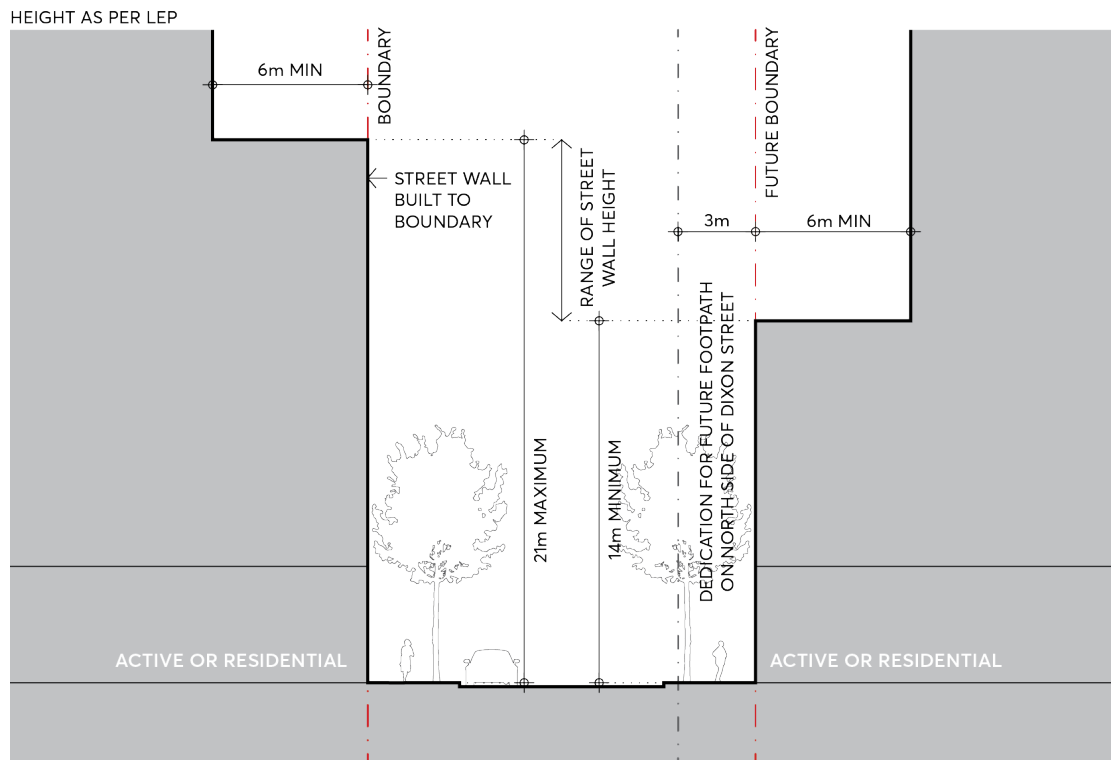 HEIGHT AS PER LEP
6m MIN
BOUNDARY
FUTURE BOUNDARY
STREET WALL
BUILT TO
BOUNDARY
RANGE OF STREET
WALL HEIGHT
3m
6m MIN
DEDICATION FOR FUTURE FOOTPATH
ON NORTH SIDE OF DIXON STREET
21m MAXIMUM
14m MINIMUM
ACTIVE OR RESIDENTIAL
ACTIVE OR RESIDENTIAL